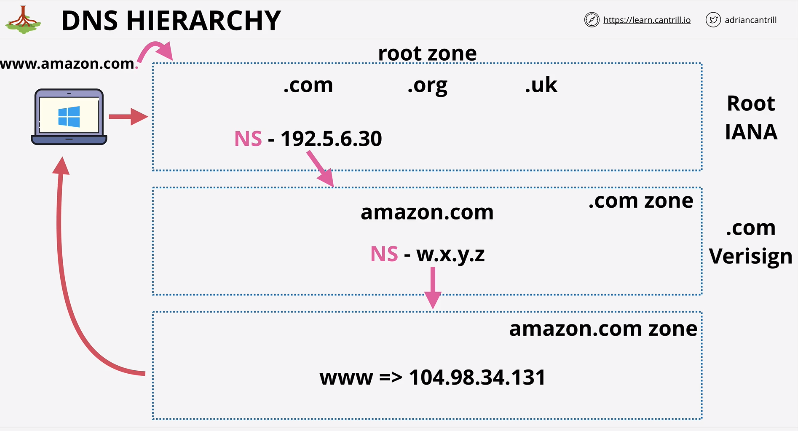 DNS HIERARCHY
https://learn.cantrill.io
adriancantrill
www.amazon.com.
root zone
.com .org .uk
NS - 192.5.6.30
Root
IANA
.com zone
amazon.com
NS - w.x.y.z
.com
Verisign
amazon.com zone
www => 104.98.34.131